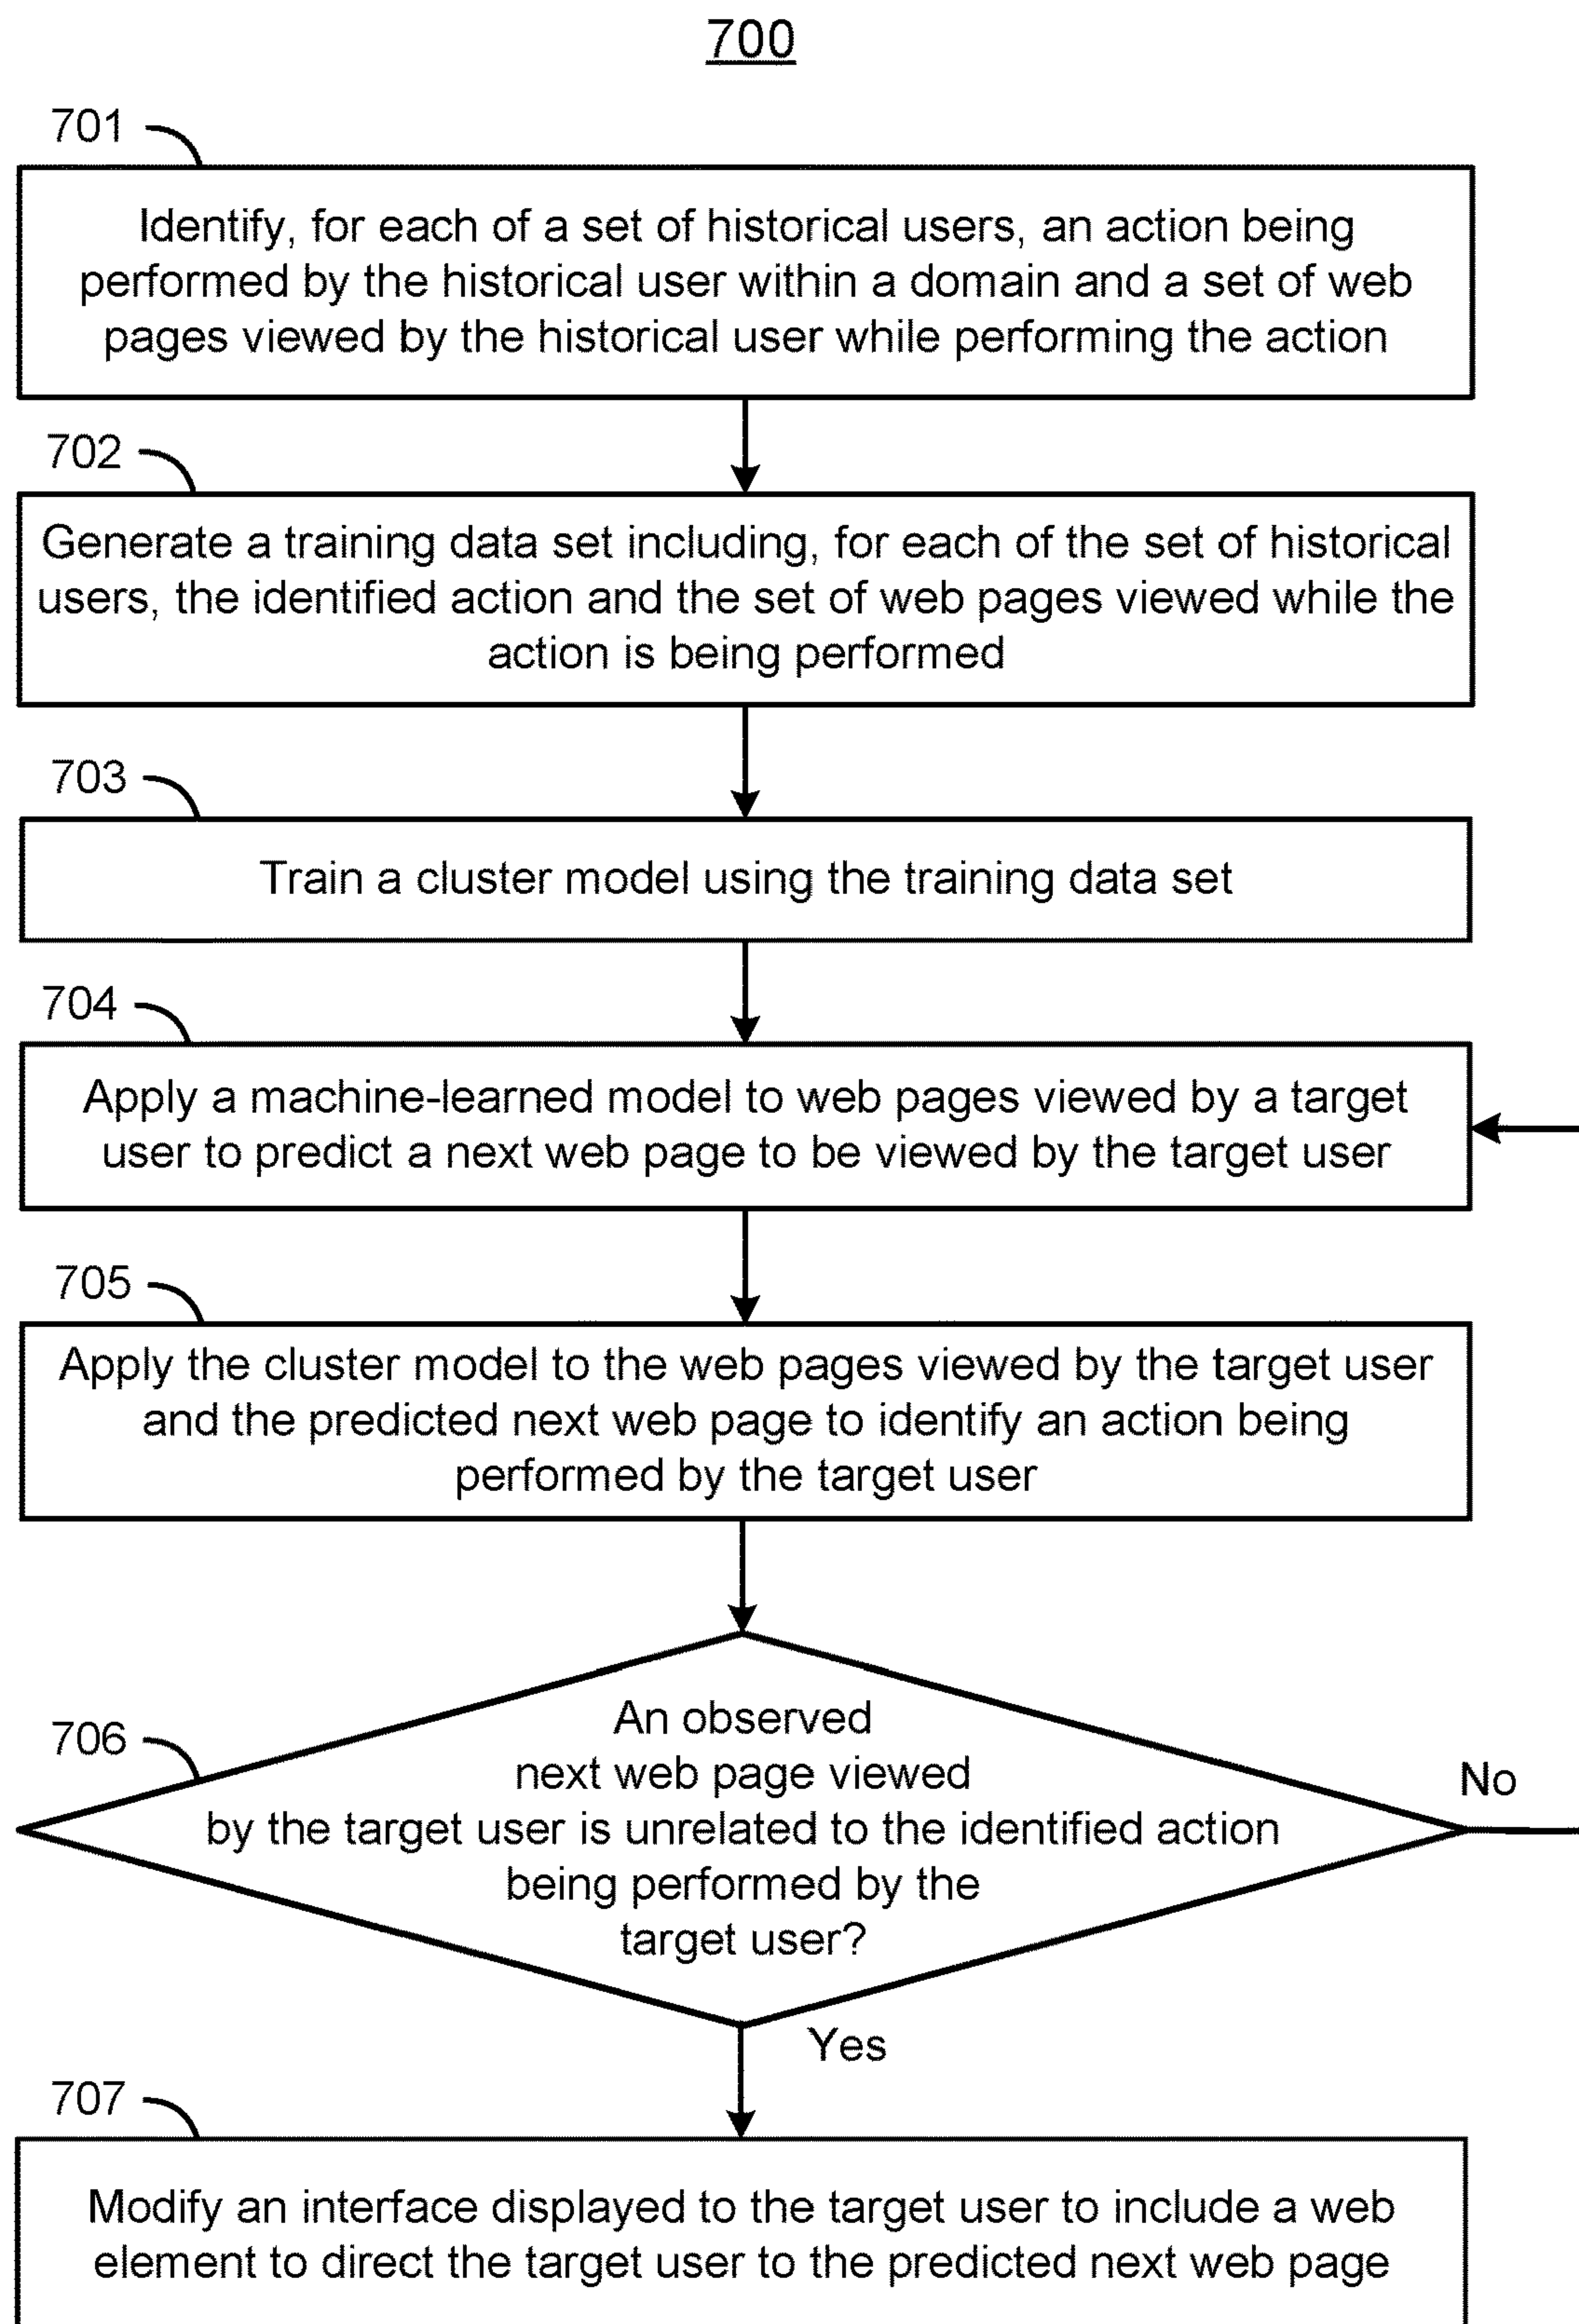 700
701
Identify, for each of a set of historical users, an action being
performed by the historical user within a domain and a set of web
pages viewed by the historical user while performing the action
702
Generate a training data set including, for each of the set of historical
users, the identified action and the set of web pages viewed while the
action is being performed
703
Train a cluster model using the training data set
704
Apply a machine-learned model to web pages viewed by a target
user to predict a next web page to be viewed by the target user
705
Apply the cluster model to the web pages viewed by the target user
and the predicted next web page to identify an action being
performed by the target user
706
An observed
next web page viewed
by the target user is unrelated to the identified action
being performed by the
target user?
No
Yes
707
Modify an interface displayed to the target user to include a web
element to direct the target user to the predicted next web page